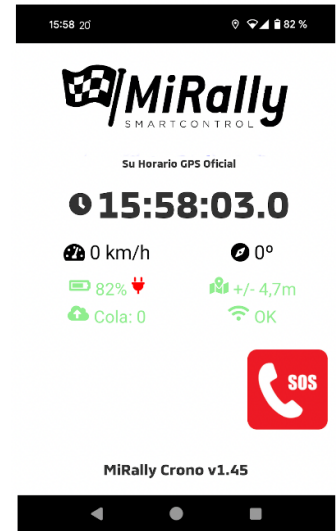 15:58 20° 82 %
MiRally
SMARTCONTROL
Su Horario GPS Oficial
15:58:03.0
0 km/h 0º
82% +/- 4,7m
Cola: 0 OK
SOS
MiRally Crono v1.45